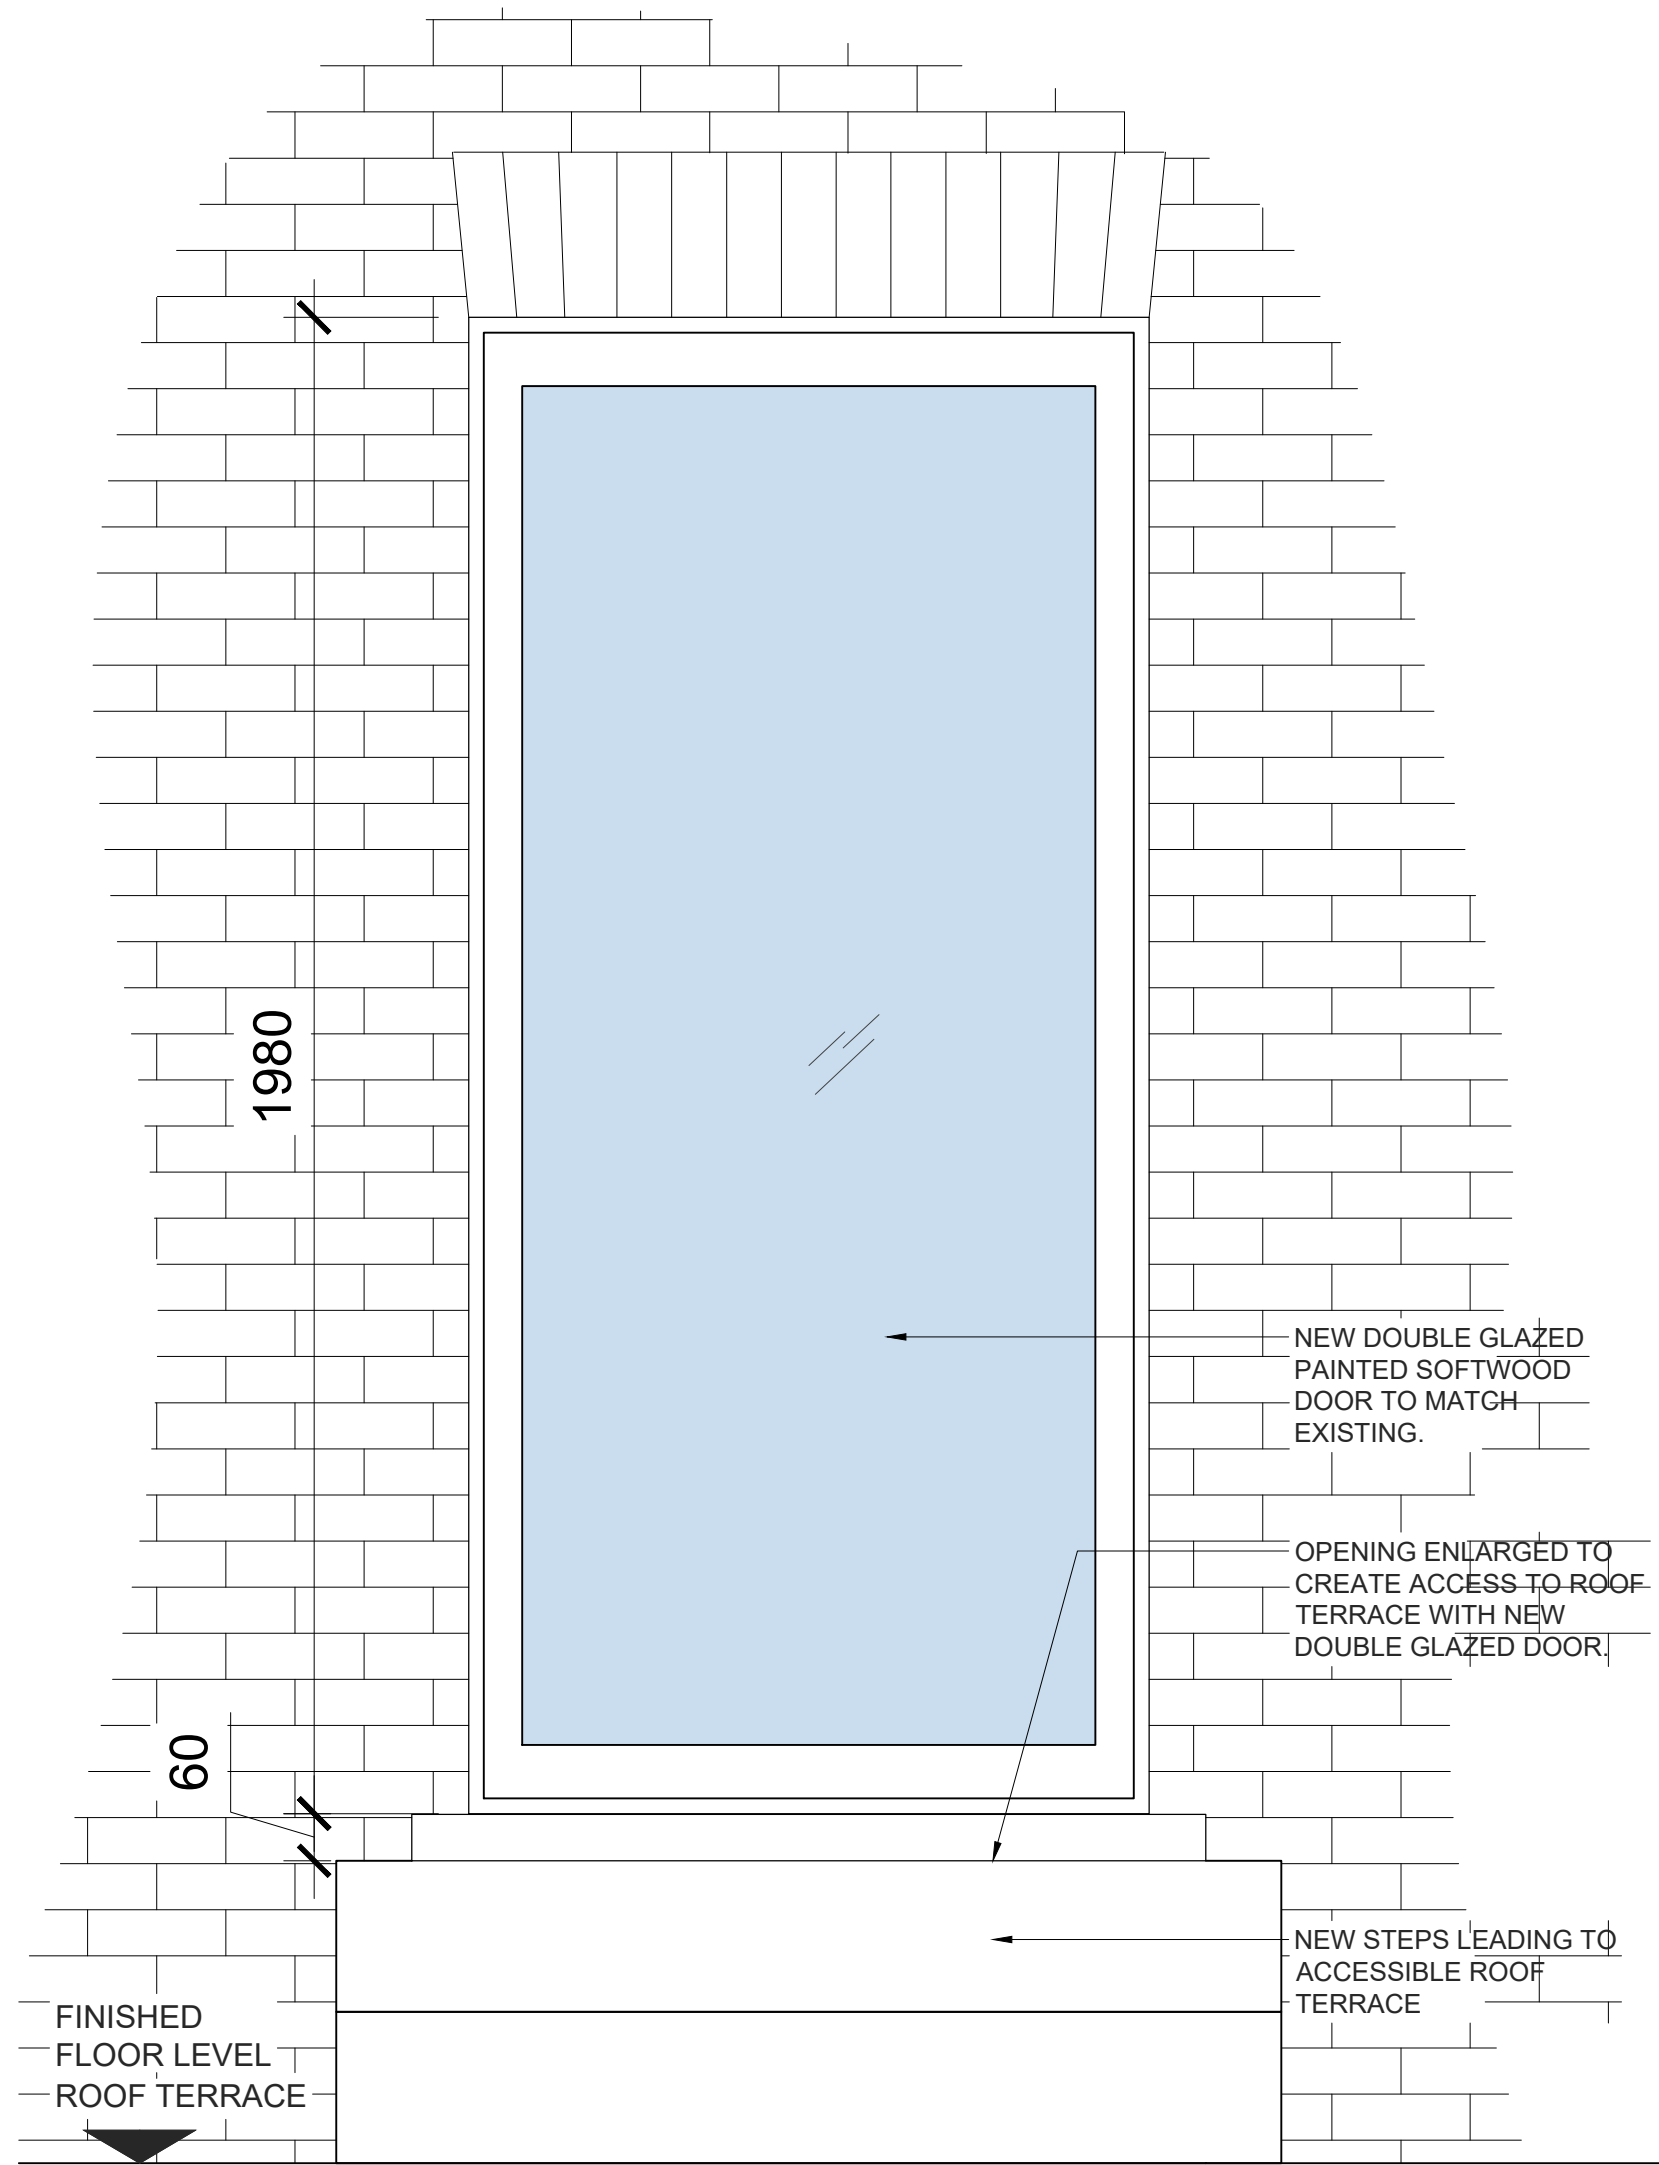 1980
NEW DOUBLE GLAZED
PAINTED SOFTWOOD
DOOR TO MATCH
EXISTING.
OPENING ENLARGED TO
CREATE ACCESS TO ROOF
TERRACE WITH NEW
DOUBLE GLAZED DOOR.
60
NEW STEPS LEADING TO
ACCESSIBLE ROOF
TERRACE
FINISHED
FLOOR LEVEL
ROOF TERRACE